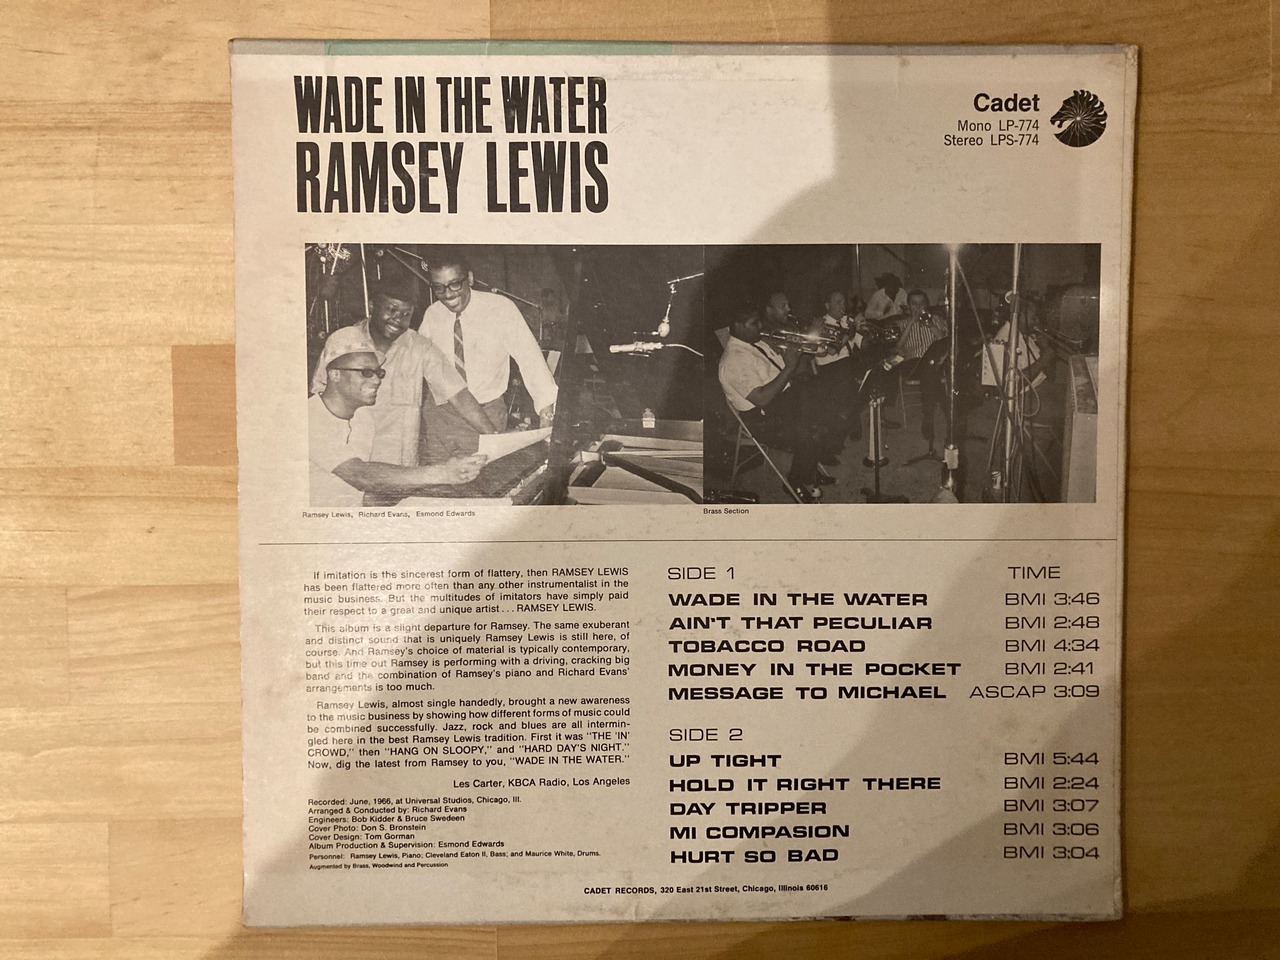 WADE IN THE WATER
RAMSEY LEWIS
Cadet
Mono LP-774
Stereo LPS-774
Ramsey Lewis, Richard Evans, Esmond Edwards
Brass Section
If imitation is the sincerest form of flattery, then RAMSEY LEWIS
has been flattered more often than any other instrumentalist in the
music business. But the multitudes of imitators have simply paid
their respect to a great and unique artist . . . RAMSEY LEWIS.
This album is a slight departure for Ramsey. The same exuberant
and distinct sound that is uniquely Ramsey Lewis is still here, of
course. And Ramsey's choice of material is typically contemporary,
but this time out Ramsey is performing with a driving, cracking big
band and the combination of Ramsey's piano and Richard Evans'
arrangements is too much.
Ramsey Lewis, almost single handedly, brought a new awareness
to the music business by showing how different forms of music could
be combined successfully. Jazz, rock and blues are all intermin-
gled here in the best Ramsey Lewis tradition. First it was "THE 'IN'
CROWD," then "HANG ON SLOOPY," and "HARD DAY'S NIGHT."
Now, dig the latest from Ramsey to you, "WADE IN THE WATER."
Les Carter, KBCA Radio, Los Angeles
Recorded: June, 1966, at Universal Studios, Chicago, Ill.
Arranged & Conducted by: Richard Evans
Engineers: Bob Kidder & Bruce Swedeen
Cover Photo: Don S. Bronstein
Cover Design: Tom Gorman
Album Production & Supervision: Esmond Edwards
Personnel: Ramsey Lewis, Piano; Cleveland Eaton II, Bass; and Maurice White, Drums.
Augmented by Brass, Woodwind and Percussion
SIDE 1 TIME
WADE IN THE WATER BMI 3:46
AIN'T THAT PECULIAR BMI 2:48
TOBACCO ROAD BMI 4:34
MONEY IN THE POCKET BMI 2:41
MESSAGE TO MICHAEL ASCAP 3:09
SIDE 2
UP TIGHT BMI 5:44
HOLD IT RIGHT THERE BMI 2:24
DAY TRIPPER BMI 3:07
MI COMPASION BMI 3:06
HURT SO BAD BMI 3:04
CADET RECORDS, 320 East 21st Street, Chicago, Illinois 60616